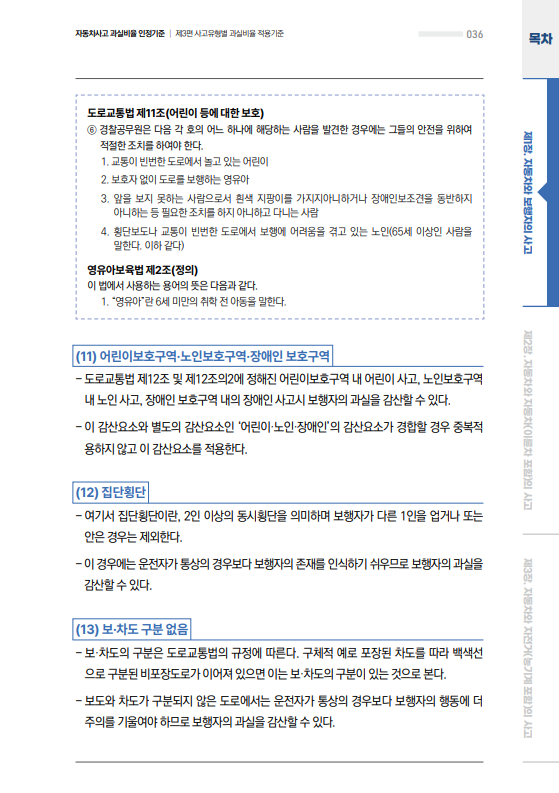 자동차사고 과실비율 인정기준 | 제3편 사고유형별 과실비율 적용기준
036
목차
도로교통법 제11조(어린이 등에 대한 보호)
⑥ 경찰공무원은 다음 각 호의 어느 하나에 해당하는 사람을 발견한 경우에는 그들의 안전을 위하여
적절한 조치를 하여야 한다.
1. 교통이 빈번한 도로에서 놀고 있는 어린이
2. 보호자 없이 도로를 보행하는 영유아
3. 앞을 보지 못하는 사람으로서 흰색 지팡이를 가지지아니하거나 장애인보조견을 동반하지
아니하는 등 필요한 조치를 하지 아니하고 다니는 사람
4. 횡단보도나 교통이 빈번한 도로에서 보행에 어려움을 겪고 있는 노인(65세 이상인 사람을
말한다. 이하 같다)
영유아보육법 제2조(정의)
이 법에서 사용하는 용어의 뜻은 다음과 같다.
1. “영유아”란 6세 미만의 취학 전 아동을 말한다.
(11) 어린이보호구역·노인보호구역·장애인 보호구역
– 도로교통법 제12조 및 제12조의2에 정해진 어린이보호구역 내 어린이 사고, 노인보호구역
내 노인 사고, 장애인 보호구역 내의 장애인 사고시 보행자의 과실을 감산할 수 있다.
– 이 감산요소와 별도의 감산요소인 ‘어린이·노인·장애인’의 감산요소가 경합할 경우 중복적
용하지 않고 이 감산요소를 적용한다.
(12) 집단횡단
– 여기서 집단횡단이란, 2인 이상의 동시횡단을 의미하며 보행자가 다른 1인을 업거나 또는
안은 경우는 제외한다.
– 이 경우에는 운전자가 통상의 경우보다 보행자의 존재를 인식하기 쉬우므로 보행자의 과실을
감산할 수 있다.
(13) 보·차도 구분 없음
– 보·차도의 구분은 도로교통법의 규정에 따른다. 구체적 예로 포장된 차도를 따라 백색선
으로 구분된 비포장도로가 이어져 있으면 이는 보·차도의 구분이 있는 것으로 본다.
– 보도와 차도가 구분되지 않은 도로에서는 운전자가 통상의 경우보다 보행자의 행동에 더
주의를 기울여야 하므로 보행자의 과실을 감산할 수 있다.
제1장. 자동차와 보행자의 사고
제2장. 자동차와 자동차(이륜차 포함)의 사고
제3장. 자동차와 자전거(농기계 포함)의 사고